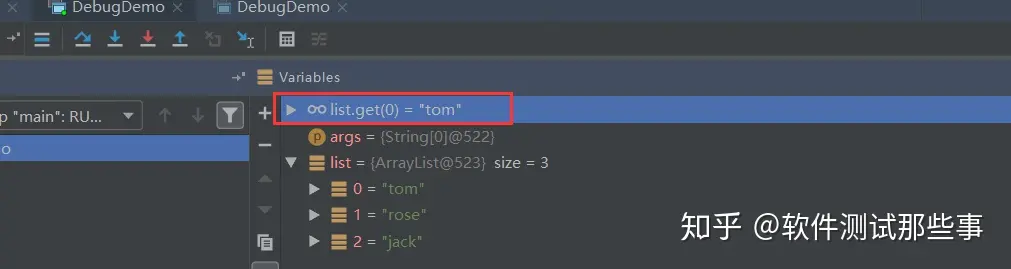 DebugDemo × DebugDemo ×
Variables
list.get(0) = "tom"
p "main": RU...
args = {String[0]@522}
o
list = {ArrayList@523} size = 3
0 = "tom"
1 = "rose"
2 = "jack"
知乎 @软件测试那些事